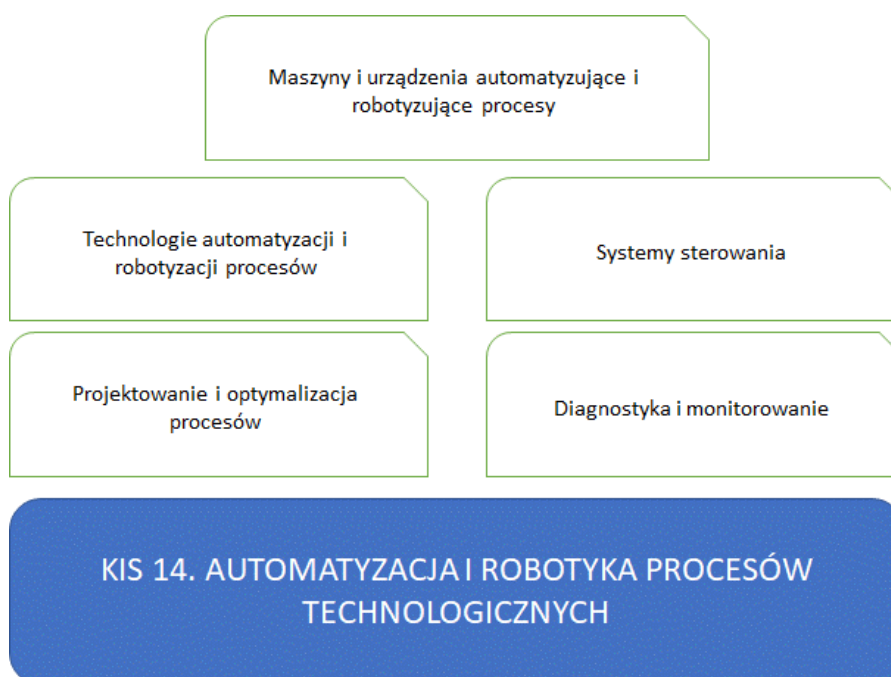 Maszyny i urządzenia automatyzujące i
robotyzujące procesy
Technologie automatyzacji i
robotyzacji procesów
Systemy sterowania
Projektowanie i optymalizacja
procesów
Diagnostyka i monitorowanie
KIS 14. AUTOMATYZACJA I ROBOTYKA PROCESÓW
TECHNOLOGICZNYCH